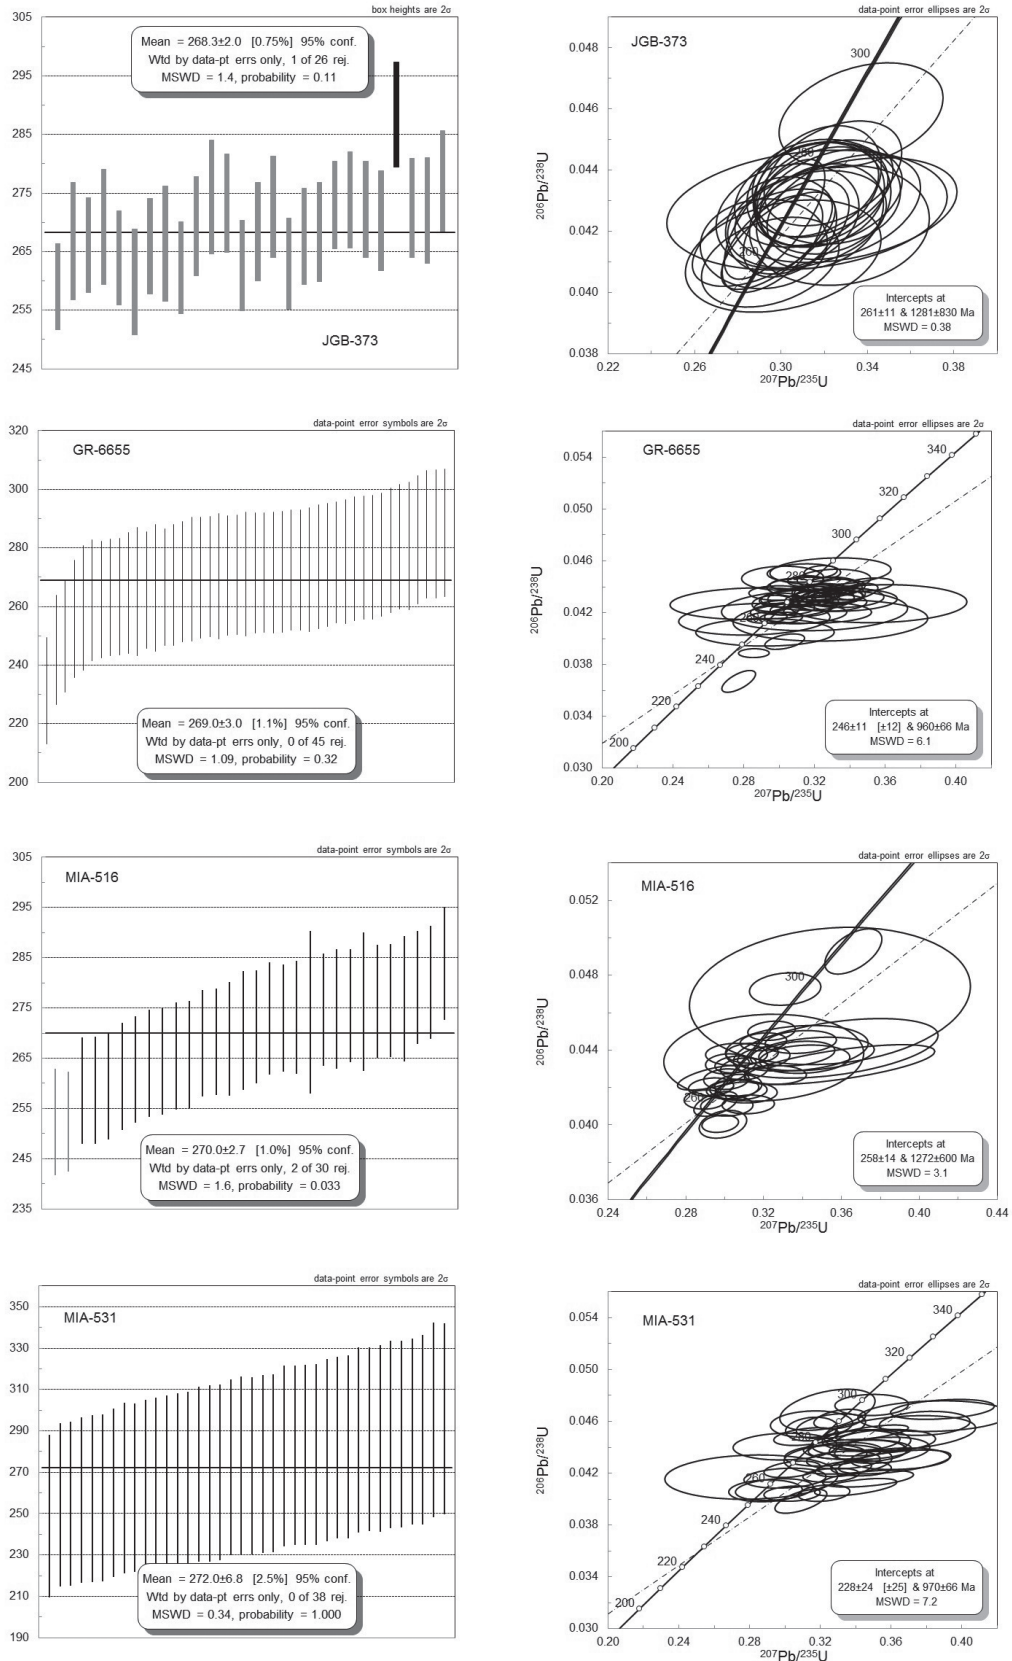 box heights are 2σ
305
295
285
275
265
255
245
Mean = 268.3±2.0 [0.75%] 95% conf.
Wtd by data-pt errs only, 1 of 26 rej.
MSWD = 1.4, probability = 0.11
JGB-373
data-point error ellipses are 2σ
JGB-373
0.048
0.046
0.044
0.042
0.040
0.038
206Pb/238U
300
280
260
Intercepts at
261±11 & 1281±830 Ma
MSWD = 0.38
0.22 0.26 0.30 0.34 0.38
207Pb/235U
data-point error symbols are 2σ
GR-6655
320
300
280
260
240
220
200
Mean = 269.0±3.0 [1.1%] 95% conf.
Wtd by data-pt errs only, 0 of 45 rej.
MSWD = 1.09, probability = 0.32
data-point error ellipses are 2σ
GR-6655
0.054
0.050
0.046
0.042
0.038
0.034
0.030
206Pb/238U
340
320
300
280
260
240
220
200
Intercepts at
246±11 [±12] & 960±66 Ma
MSWD = 6.1
0.20 0.24 0.28 0.32 0.36 0.40
207Pb/235U
data-point error symbols are 2σ
MIA-516
305
295
285
275
265
255
245
235
Mean = 270.0±2.7 [1.0%] 95% conf.
Wtd by data-pt errs only, 2 of 30 rej.
MSWD = 1.6, probability = 0.033
data-point error ellipses are 2σ
MIA-516
0.052
0.048
0.044
0.040
0.036
206Pb/238U
300
260
Intercepts at
258±14 & 1272±600 Ma
MSWD = 3.1
0.24 0.28 0.32 0.36 0.40 0.44
207Pb/235U
data-point error symbols are 2σ
MIA-531
350
330
310
290
270
250
230
210
190
Mean = 272.0±6.8 [2.5%] 95% conf.
Wtd by data-pt errs only, 0 of 38 rej.
MSWD = 0.34, probability = 1.000
data-point error ellipses are 2σ
MIA-531
0.054
0.050
0.046
0.042
0.038
0.034
0.030
206Pb/238U
340
320
300
280
260
240
220
200
Intercepts at
228±24 [±25] & 970±66 Ma
MSWD = 7.2
0.20 0.24 0.28 0.32 0.36 0.40
207Pb/235U